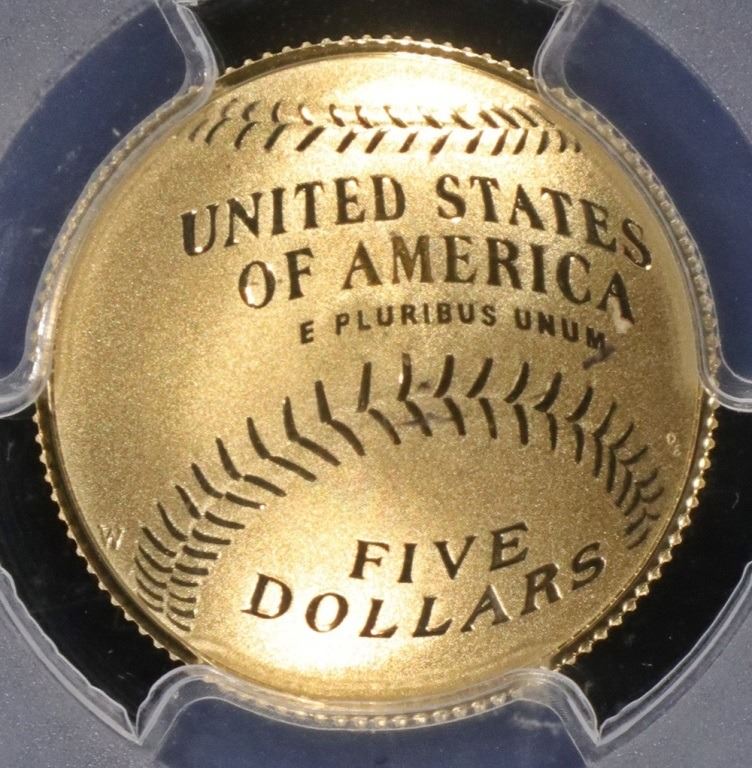 UNITED STATES
OF AMERICA
E PLURIBUS UNUM
W
FIVE
DOLLARS